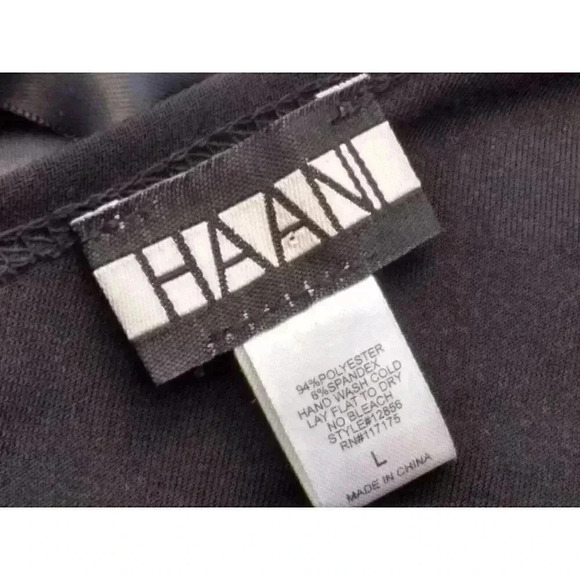 HAANI
94%POLYESTER
6%SPANDEX
HAND WASH COLD
LAY FLAT TO DRY
NO BLEACH
STYLE#12856
RN#117175
L
MADE IN CHINA